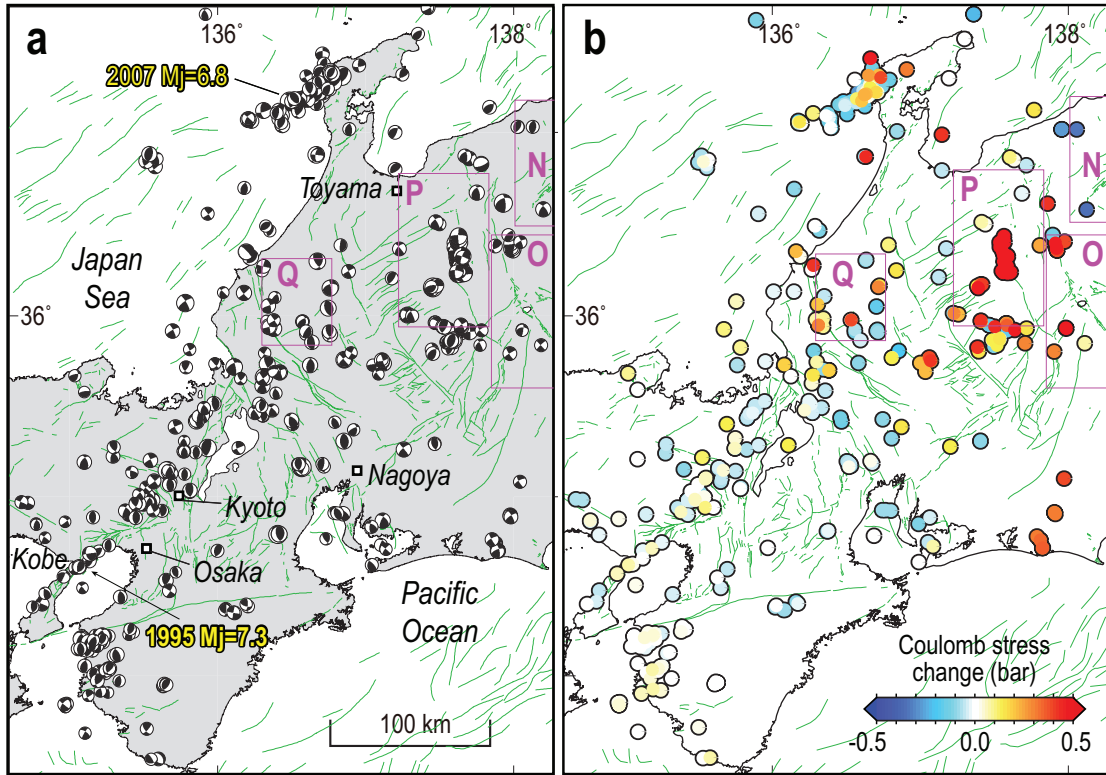 a
136°
138°
2007 Mj=6.8
N
Toyama
P
O
Japan
Sea
Q
36°
Nagoya
Kyoto
Kobe
Osaka
Pacific
Ocean
1995 Mj=7.3
100 km
b
136°
138°
N
P
O
Q
36°
Coulomb stress
change (bar)
-0.5
0.0
0.5